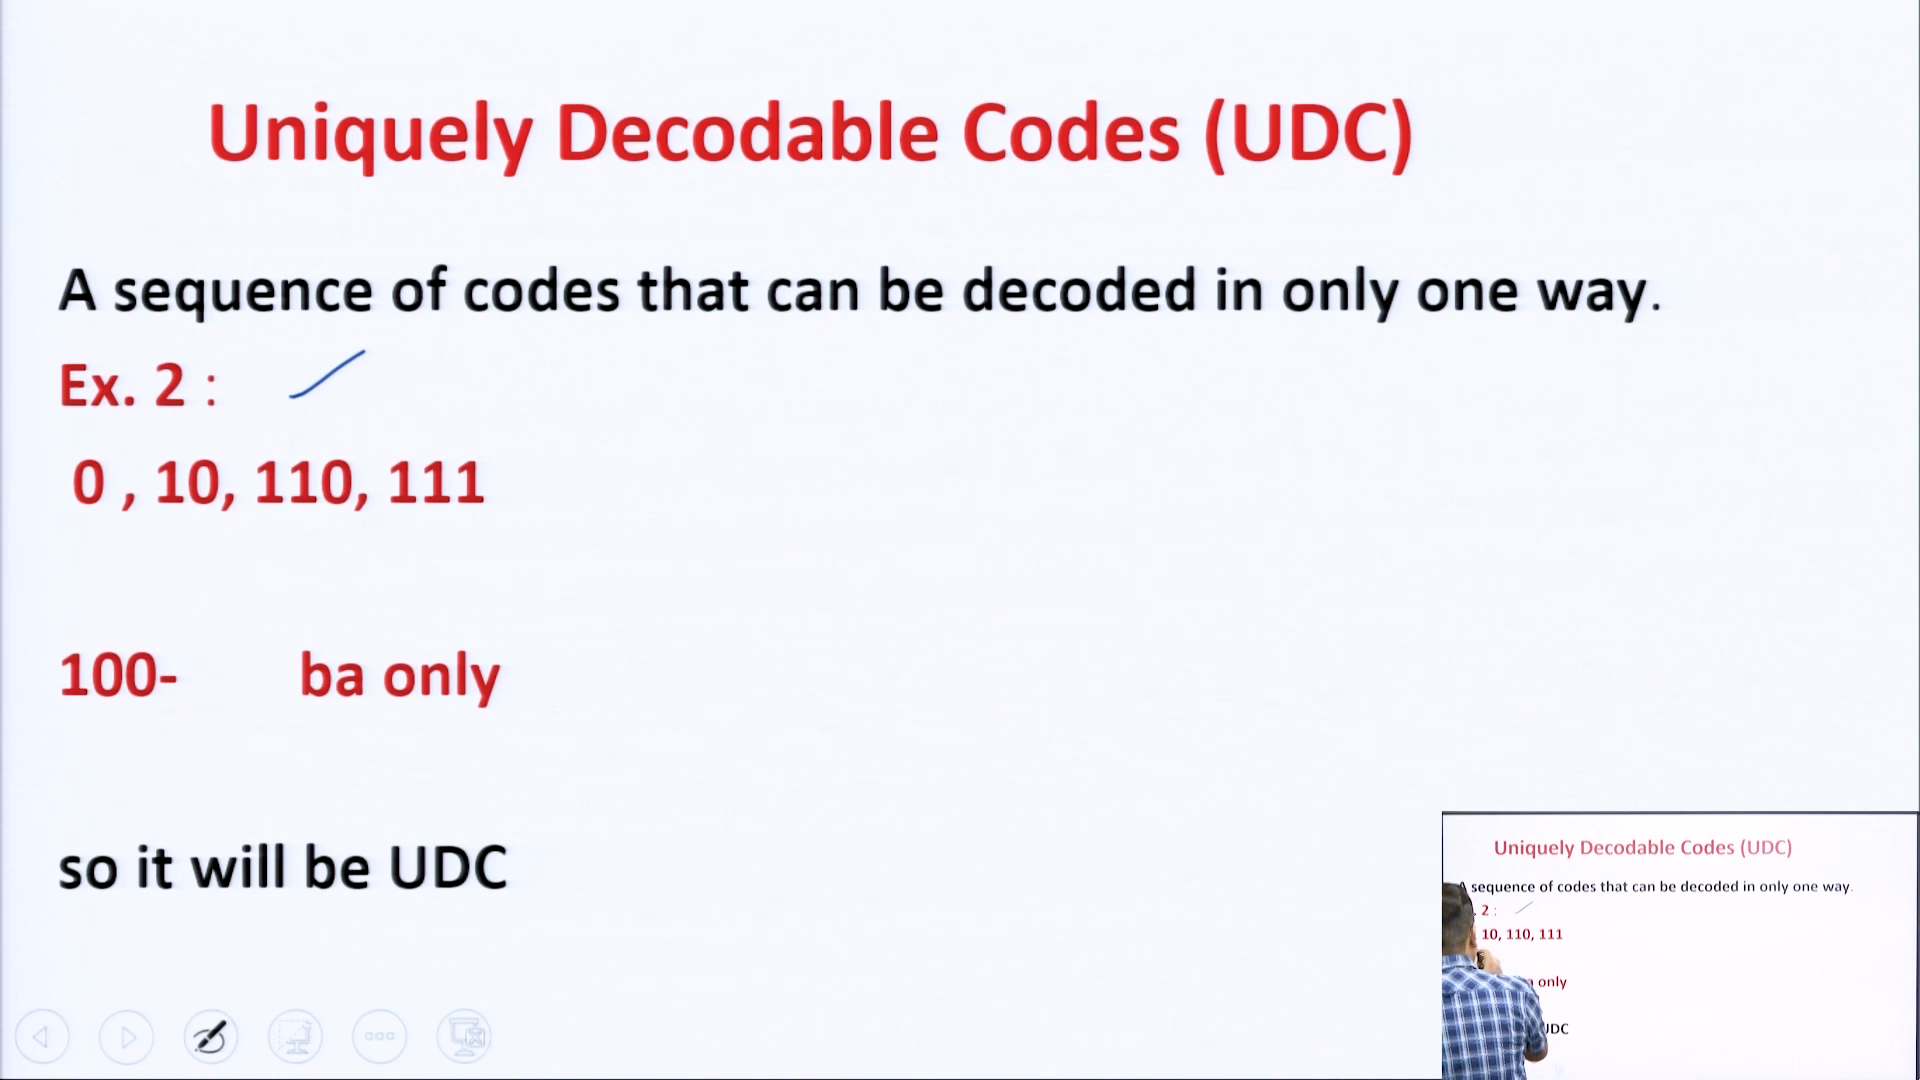 Uniquely Decodable Codes (UDC)
A sequence of codes that can be decoded in only one way.
Ex. 2 :
0 , 10, 110, 111
100- ba only
so it will be UDC
Uniquely Decodable Codes (UDC)
A sequence of codes that can be decoded in only one way.
2 :
10, 110, 111
only
UDC